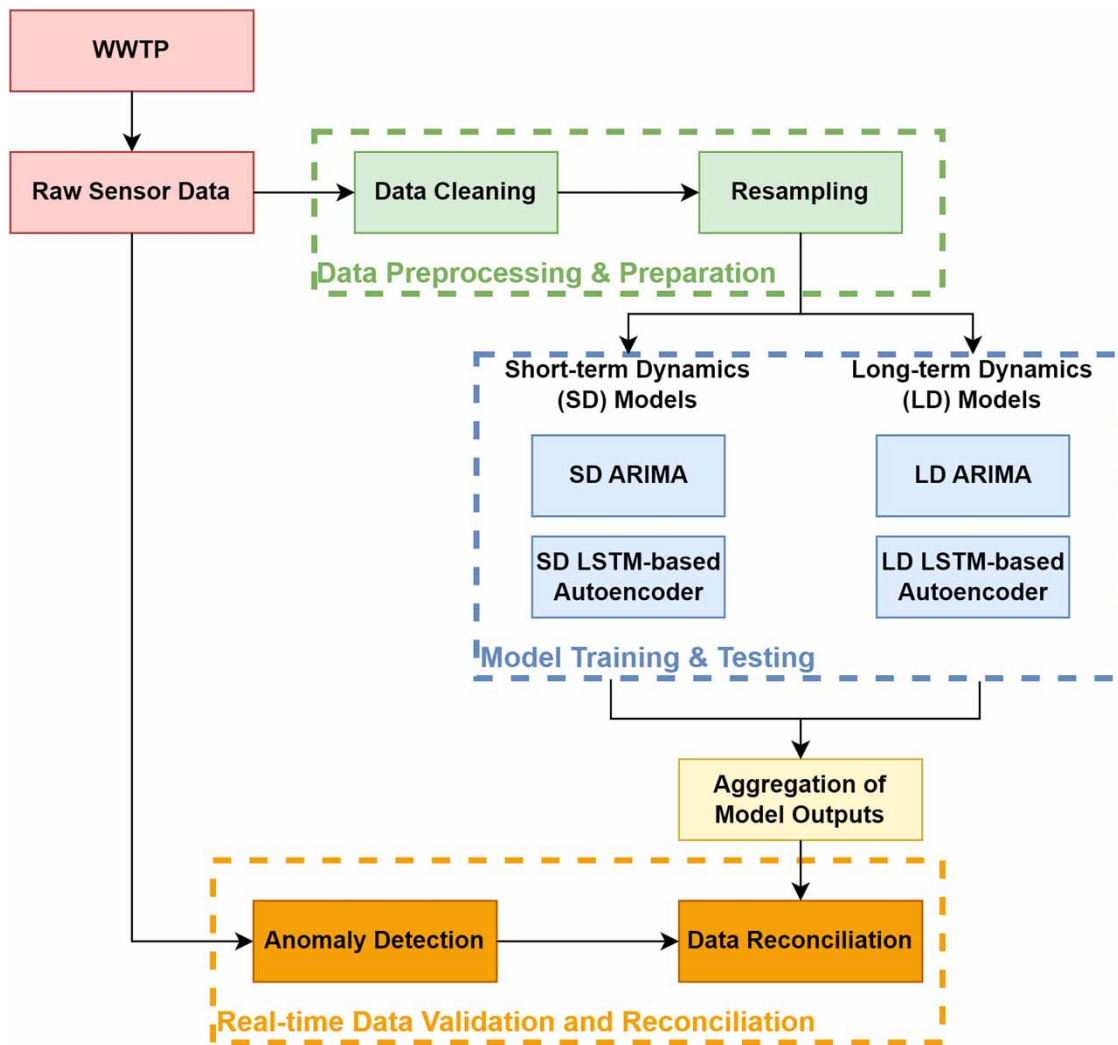 WWTP
Raw Sensor Data
Data Cleaning
Resampling
Data Preprocessing & Preparation
Short-term Dynamics
(SD) Models
Long-term Dynamics
(LD) Models
SD ARIMA
LD ARIMA
SD LSTM-based
Autoencoder
LD LSTM-based
Autoencoder
Model Training & Testing
Aggregation of
Model Outputs
Anomaly Detection
Data Reconciliation
Real-time Data Validation and Reconciliation